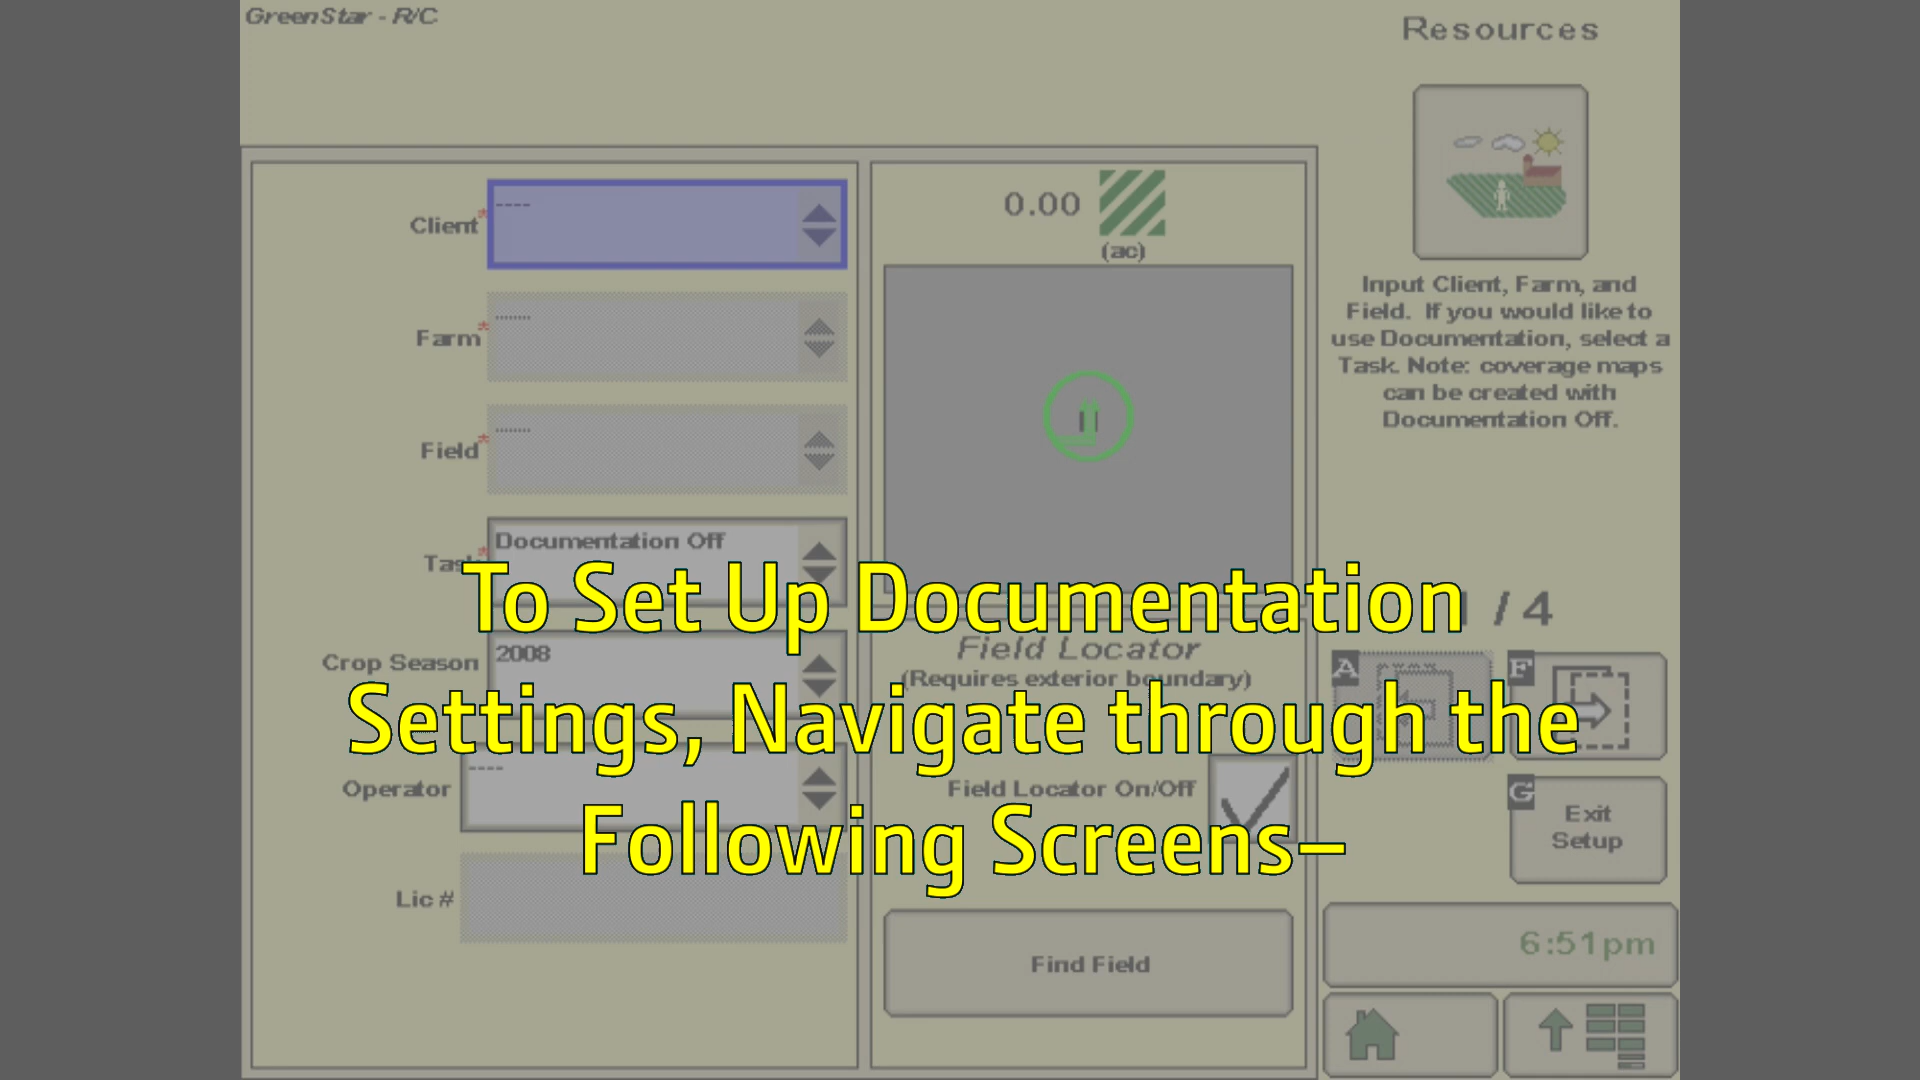 GreenStar - R/C
Resources
Client*
----
Farm*
Field*
Task*
Documentation Off
Crop Season
2008
Operator
----
Lic #
0.00
(ac)
Field Locator
(Requires exterior boundary)
Field Locator On/Off
Find Field
Input Client, Farm, and
Field. If you would like to
use Documentation, select a
Task. Note: coverage maps
can be created with
Documentation Off.
/ 4
A
F
G
Exit
Setup
6:51pm
To Set Up Documentation
Settings, Navigate through the
Following Screens–